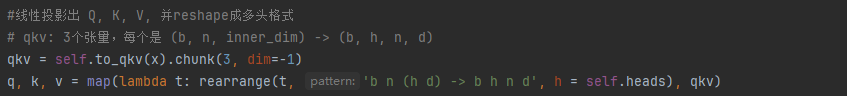 #线性投影出 Q, K, V, 并reshape成多头格式
# qkv: 3个张量，每个是 (b, n, inner_dim) -> (b, h, n, d)
qkv = self.to_qkv(x).chunk(3, dim=-1)
q, k, v = map(lambda t: rearrange(t, pattern: 'b n (h d) -> b h n d', h = self.heads), qkv)